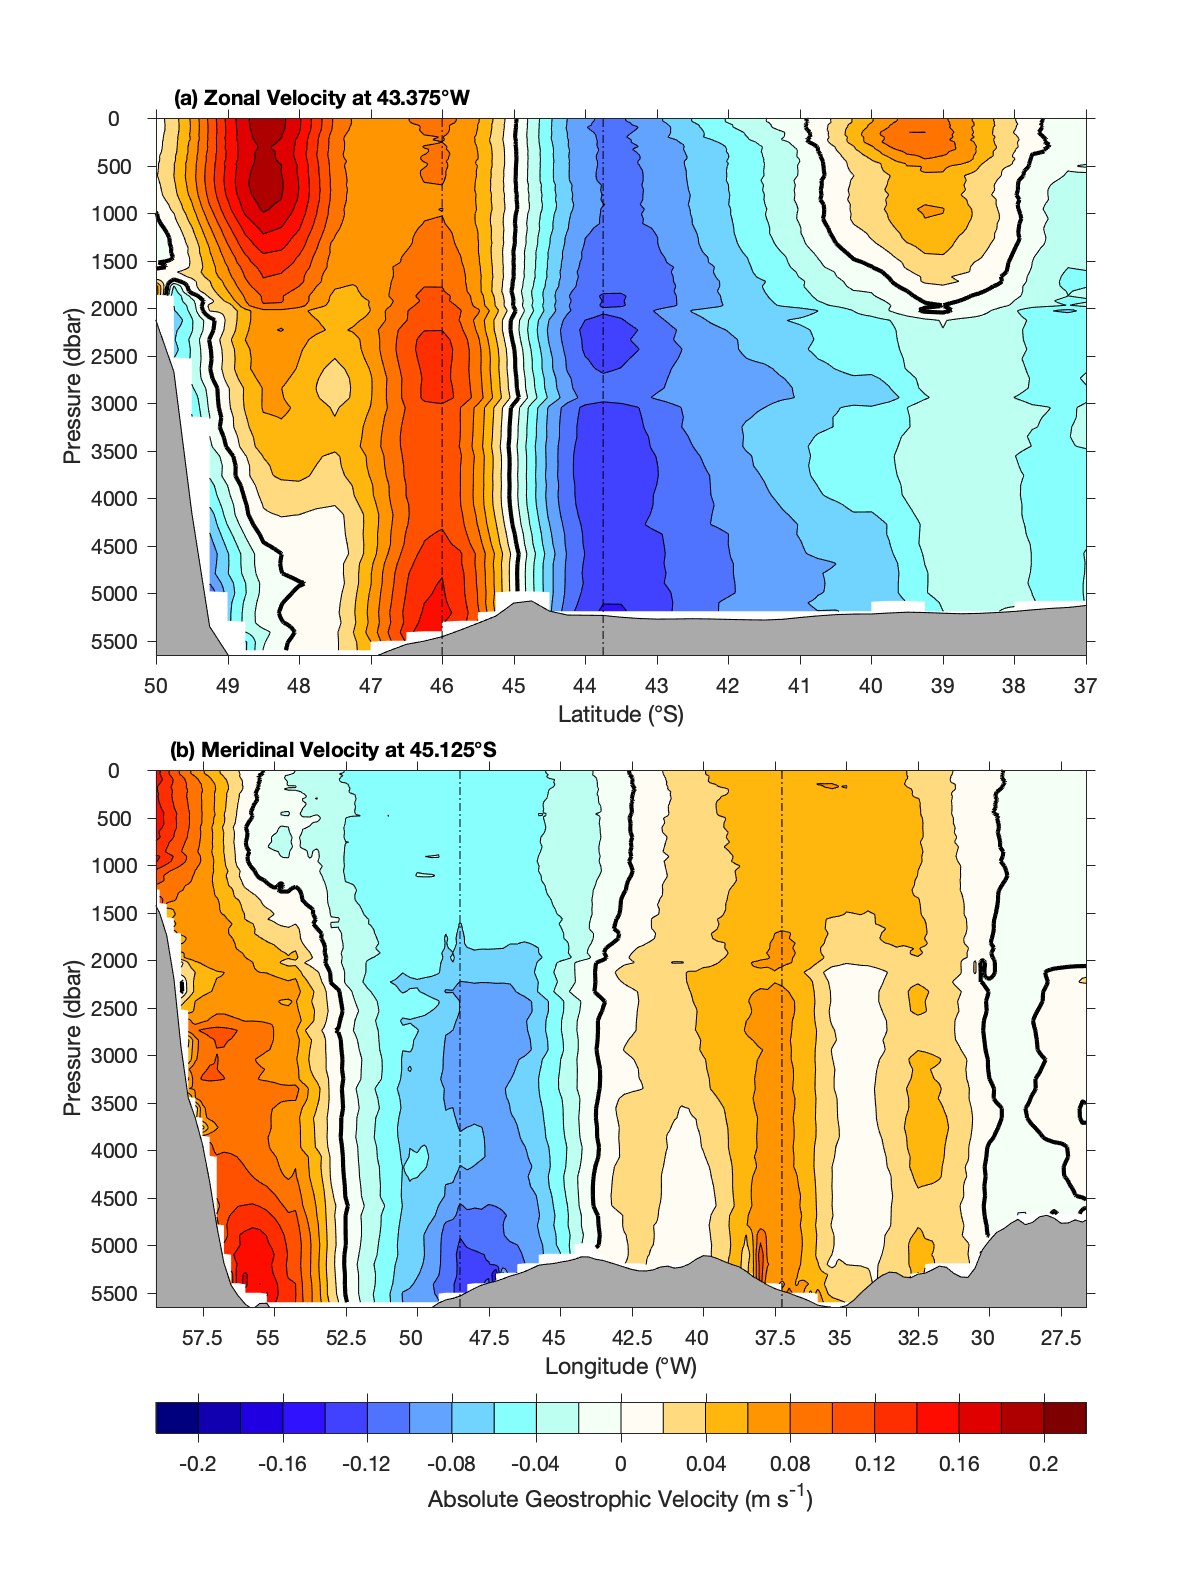 (a) Zonal Velocity at 43.375°W
0
500
1000
1500
2000
2500
3000
3500
4000
4500
5000
5500
Pressure (dbar)
50 49 48 47 46 45 44 43 42 41 40 39 38 37
Latitude (°S)
(b) Meridinal Velocity at 45.125°S
0
500
1000
1500
2000
2500
3000
3500
4000
4500
5000
5500
Pressure (dbar)
57.5 55 52.5 50 47.5 45 42.5 40 37.5 35 32.5 30 27.5
Longitude (°W)
-0.2 -0.16 -0.12 -0.08 -0.04 0 0.04 0.08 0.12 0.16 0.2
Absolute Geostrophic Velocity (m s⁻¹)